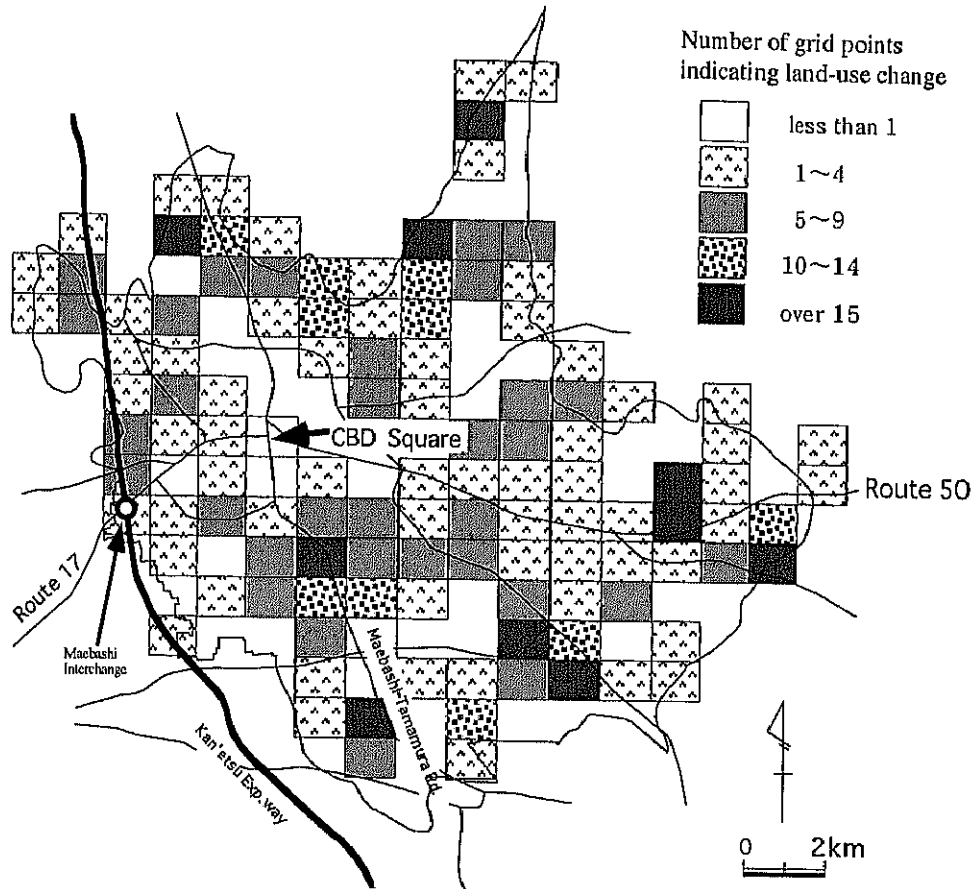 Number of grid points
indicating land-use change
less than 1
1~4
5~9
10~14
over 15
CBD Square
Route 50
Route 17
Maebashi
Interchange
Maebashi-Tamamura Rd.
Kan'etsu Exp.way
0 2km